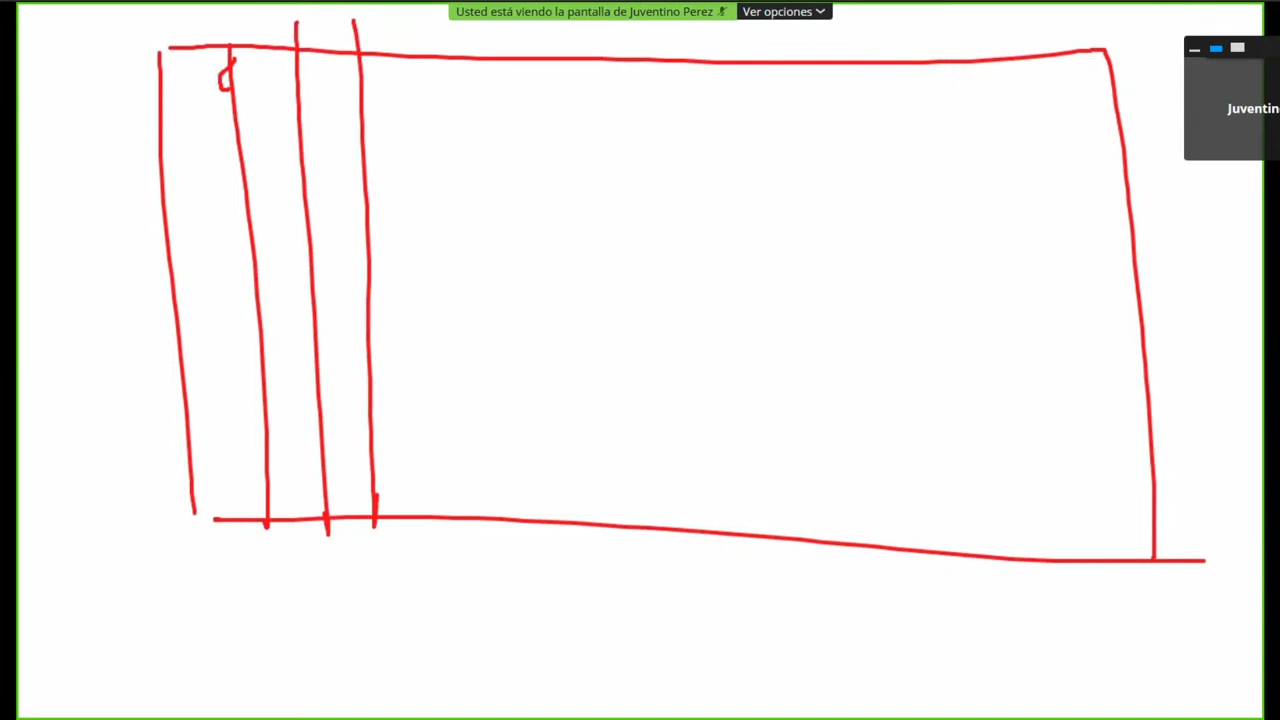 Usted está viendo la pantalla de Juventino Perez
Ver opciones
Juventin